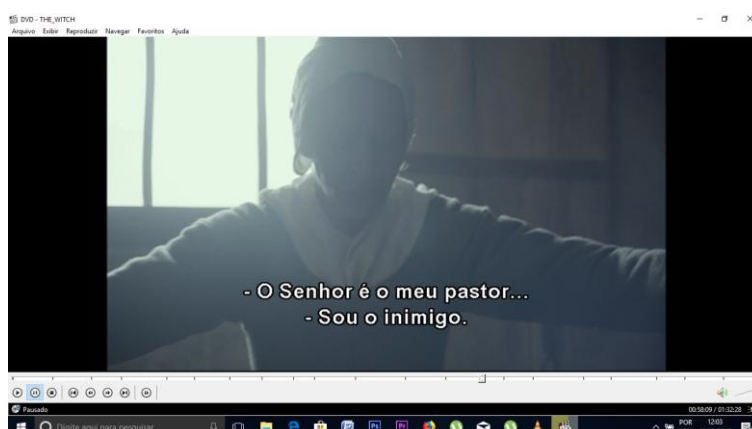 DVD - THE_WITCH
Arquivo Exibir Reproduzir Navegar Favoritos Ajuda
- O Senhor é o meu pastor...
- Sou o inimigo.
Pausado
00:58:09 / 01:32:28
Digite aqui para pesquisar
POR
12:03